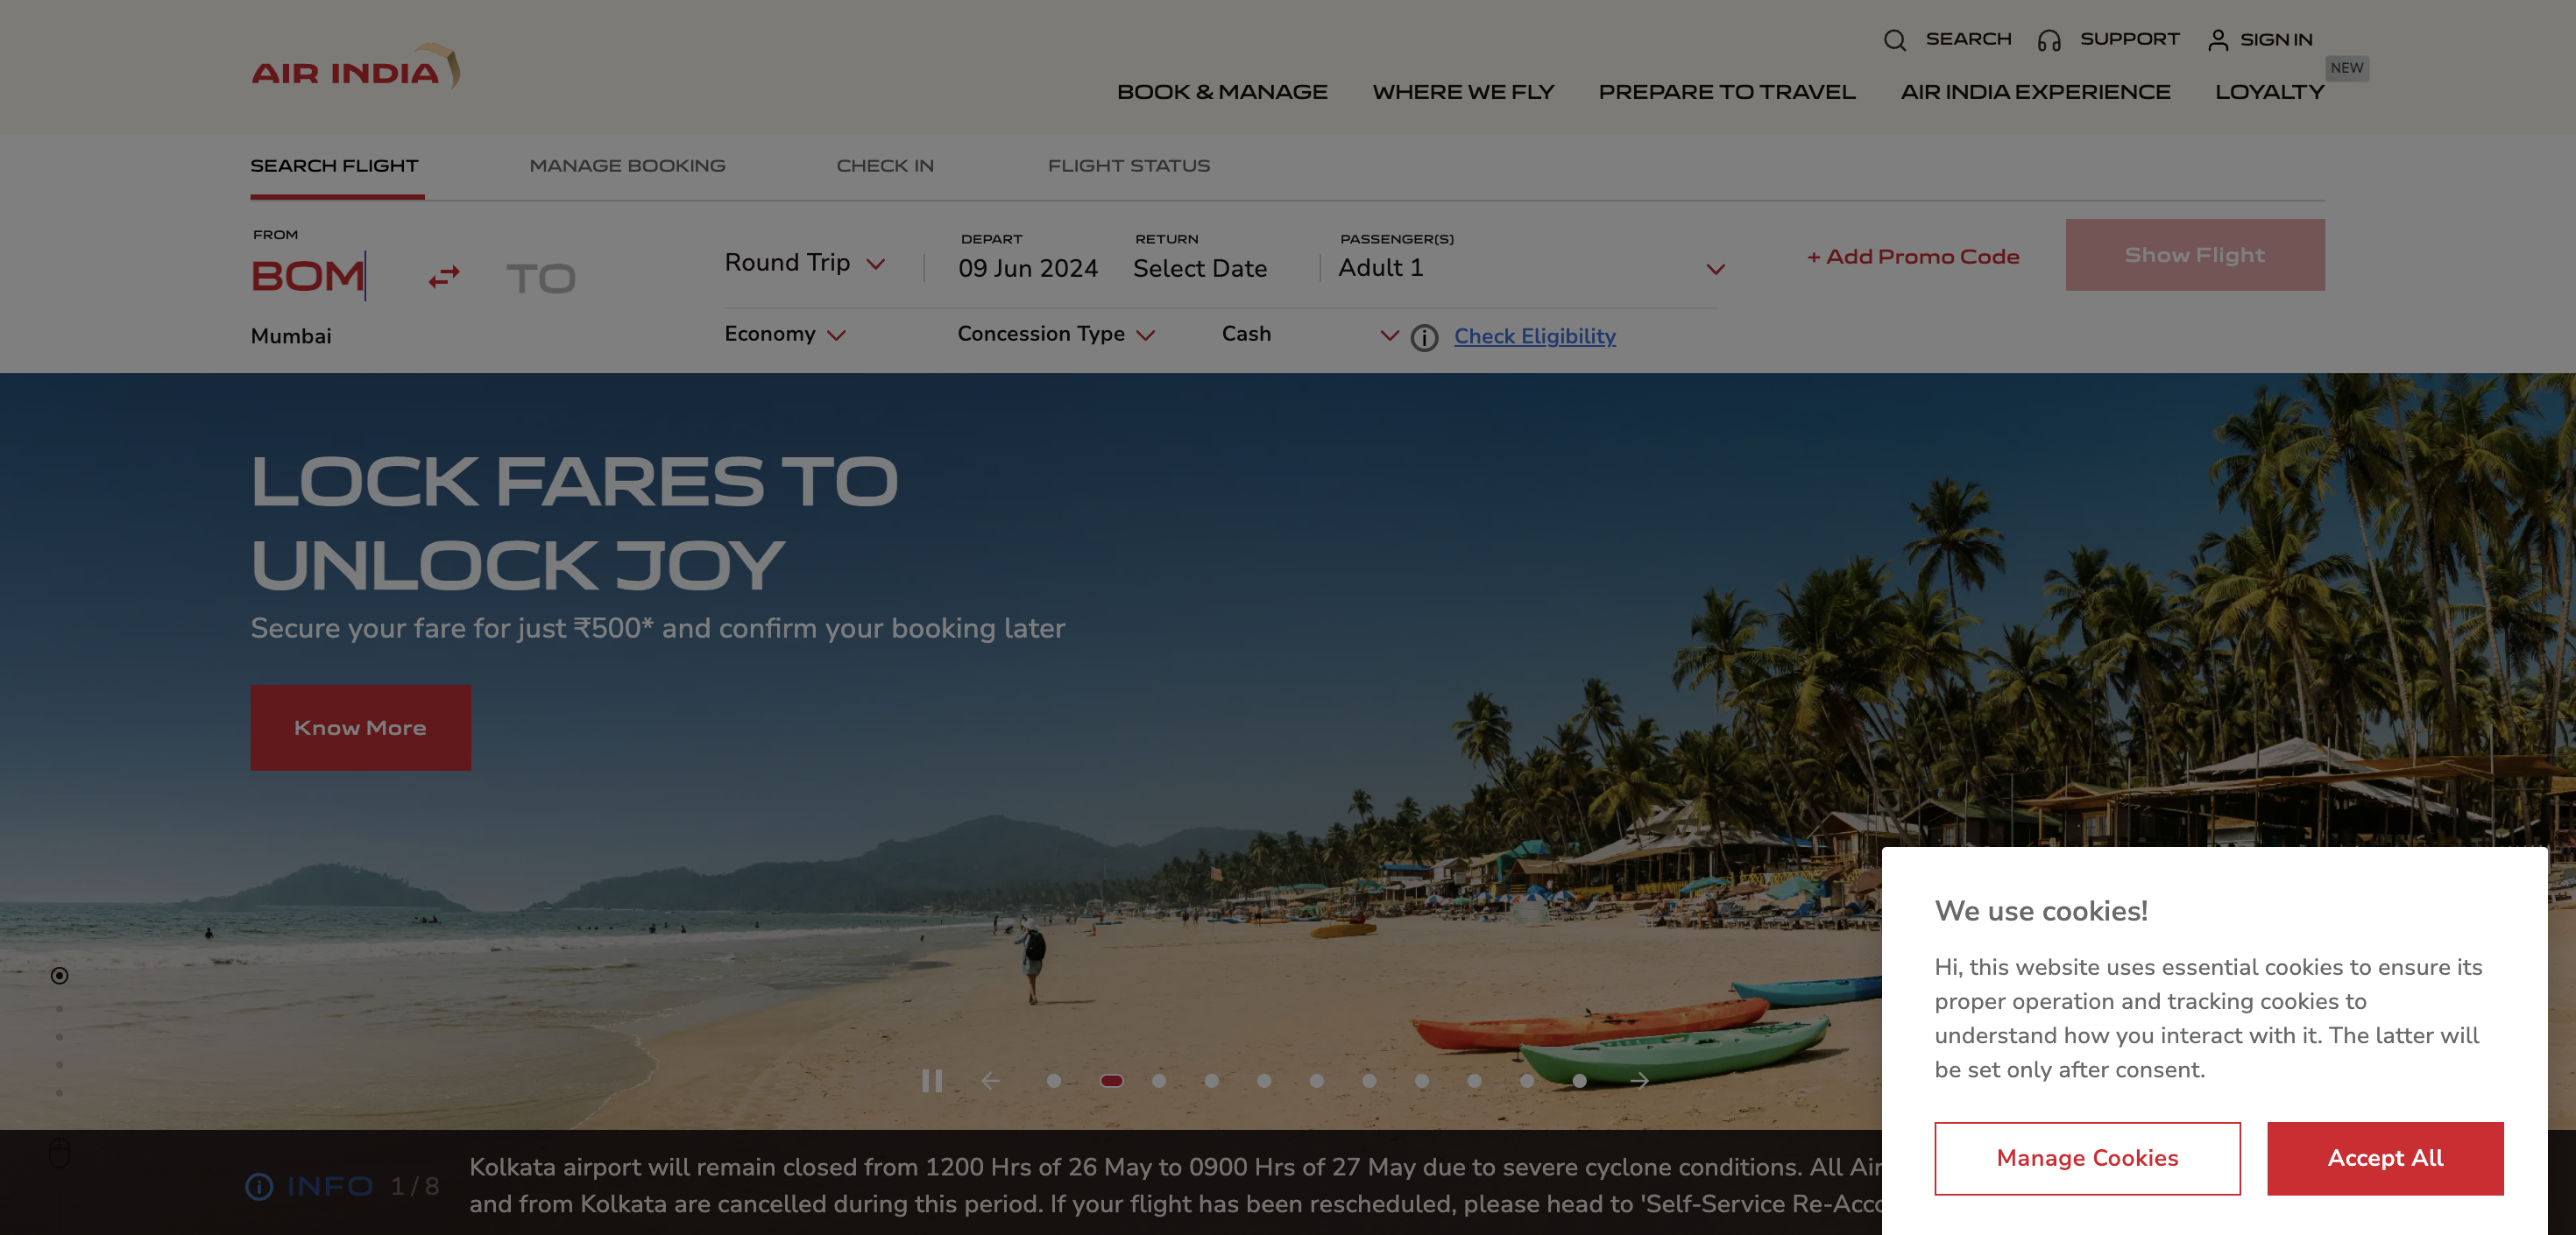 AIR INDIA
SEARCH
SUPPORT
SIGN IN
NEW
BOOK & MANAGE
WHERE WE FLY
PREPARE TO TRAVEL
AIR INDIA EXPERIENCE
LOYALTY
SEARCH FLIGHT
MANAGE BOOKING
CHECK IN
FLIGHT STATUS
FROM
BOM
TO
Mumbai
Round Trip
DEPART
09 Jun 2024
RETURN
Select Date
PASSENGER(S)
Adult 1
+ Add Promo Code
Show Flight
Economy
Concession Type
Cash
Check Eligibility
LOCK FARES TO
UNLOCK JOY
Secure your fare for just ₹500* and confirm your booking later
Know More
We use cookies!
Hi, this website uses essential cookies to ensure its
proper operation and tracking cookies to
understand how you interact with it. The latter will
be set only after consent.
Manage Cookies
Accept All
INFO 1 / 8
Kolkata airport will remain closed from 1200 Hrs of 26 May to 0900 Hrs of 27 May due to severe cyclone conditions. All Air
and from Kolkata are cancelled during this period. If your flight has been rescheduled, please head to 'Self-Service Re-Acco